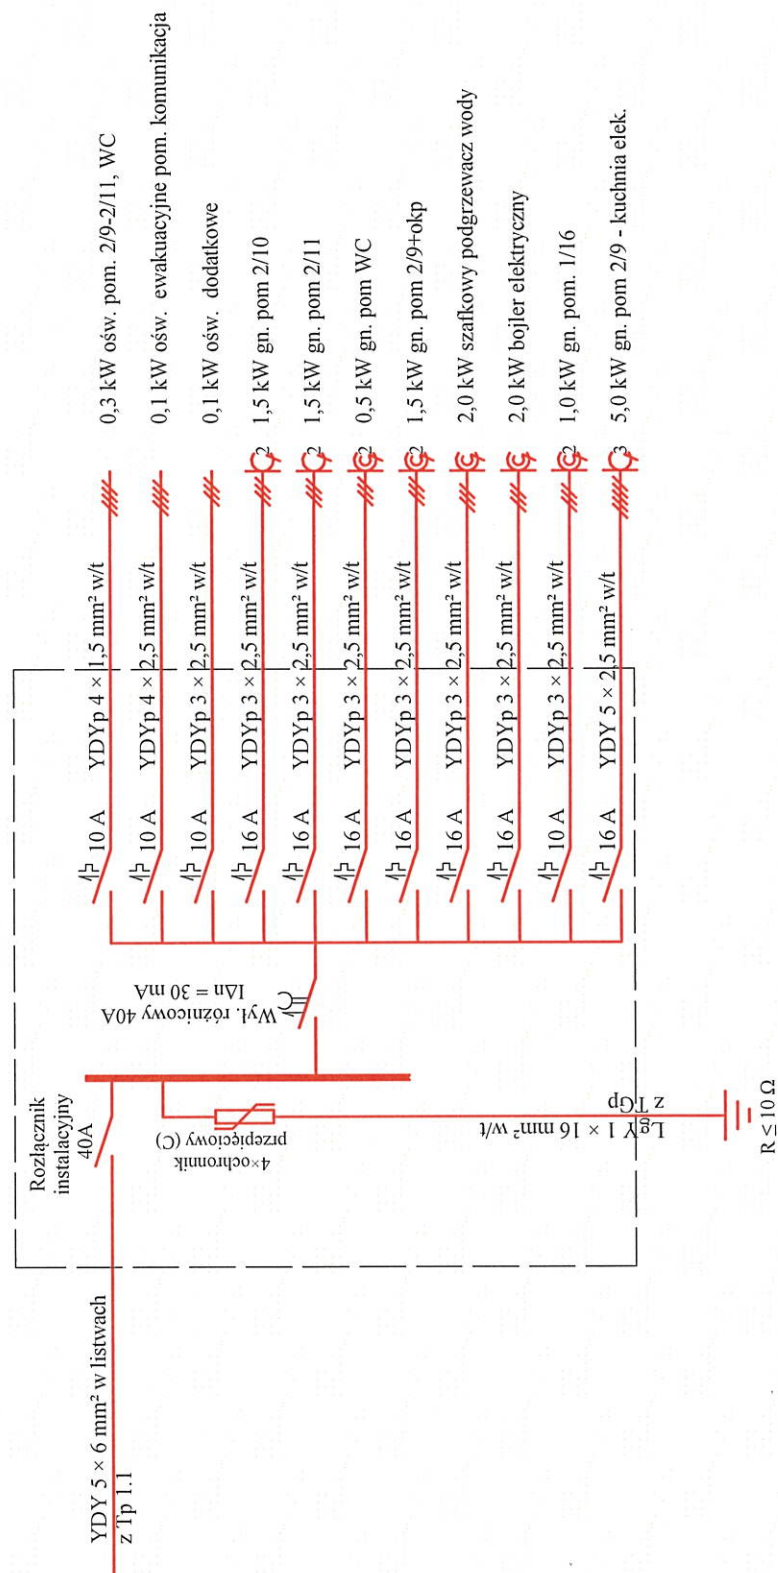 YDY 5 × 6 mm² w listwach
z Tp 1.1
Rozłącznik
instalacyjny
40A
4×ochronnik
przepięciowy (C)
LgY 1 × 16 mm² w/t
z TGp
R ≤ 10 Ω
Wył. różnicowy 40A
IΔn = 30 mA
10 A YDYp 4 × 1,5 mm² w/t 0,3 kW ośw. pom. 2/9-2/11, WC
10 A YDYp 4 × 2,5 mm² w/t 0,1 kW ośw. ewakuacyjne pom. komunikacja
10 A YDYp 3 × 2,5 mm² w/t 0,1 kW ośw. dodatkowe
16 A YDYp 3 × 2,5 mm² w/t 2 1,5 kW gn. pom 2/10
16 A YDYp 3 × 2,5 mm² w/t 2 1,5 kW gn. pom 2/11
16 A YDYp 3 × 2,5 mm² w/t 2 0,5 kW gn. pom WC
16 A YDYp 3 × 2,5 mm² w/t 2 1,5 kW gn. pom 2/9+okp
16 A YDYp 3 × 2,5 mm² w/t 2,0 kW szafkowy podgrzewacz wody
16 A YDYp 3 × 2,5 mm² w/t 2,0 kW bojler elektryczny
10 A YDYp 3 × 2,5 mm² w/t 2 1,0 kW gn. pom. 1/16
16 A YDY 5 × 2,5 mm² w/t 3 5,0 kW gn. pom 2/9 - kuchnia elek.